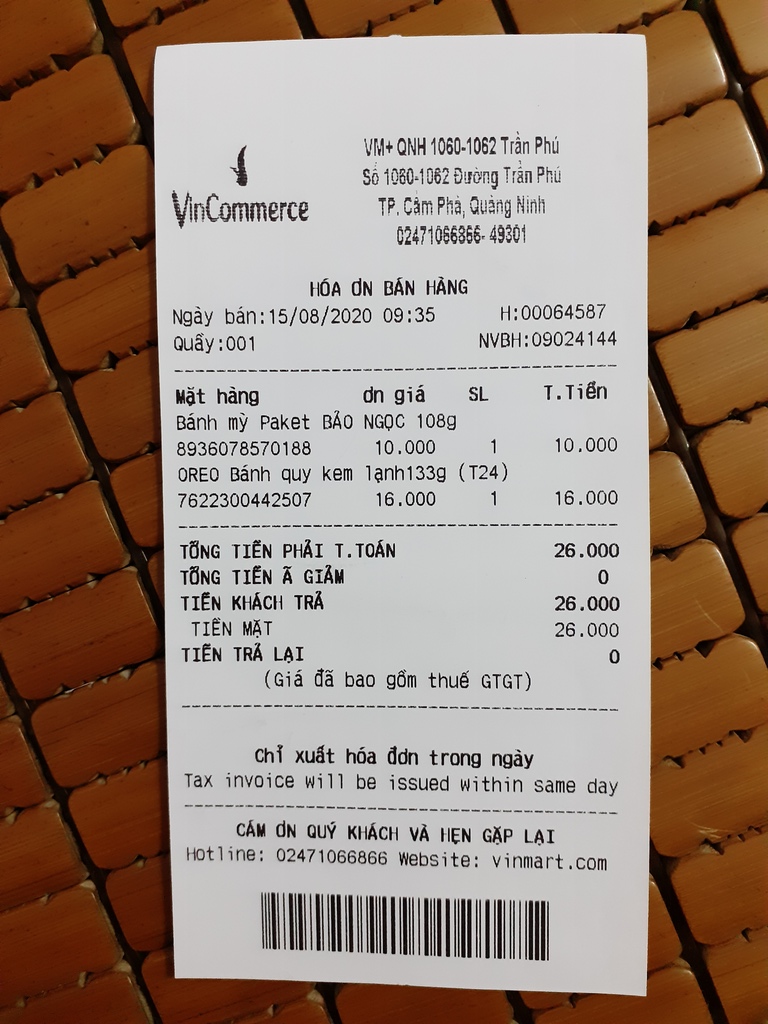 VinCommerce
VM+ QNH 1060-1062 Trần Phú
Số 1060-1062 Đường Trần Phú
TP. Cẩm Phả, Quảng Ninh
02471066866- 49301
HÓA ƠN BÁN HÀNG
Ngày bán:15/08/2020 09:35 H:00064587
Quầy:001 NVBH:09024144
Mặt hàng ơn giá SL T.Tiền
Bánh mỳ Paket BẢO NGỌC 108g
8936078570188 10.000 1 10.000
OREO Bánh quy kem lạnh133g (T24)
7622300442507 16.000 1 16.000
TỔNG TIỀN PHẢI T.TOÁN 26.000
TỔNG TIỀN Ã GIẢM 0
TIỀN KHÁCH TRẢ 26.000
TIỀN MẶT 26.000
TIỀN TRẢ LẠI 0
(Giá đã bao gồm thuế GTGT)
Chỉ xuất hóa đơn trong ngày
Tax invoice will be issued within same day
CÁM ƠN QUÝ KHÁCH VÀ HẸN GẶP LẠI
Hotline: 02471066866 Website: vinmart.com